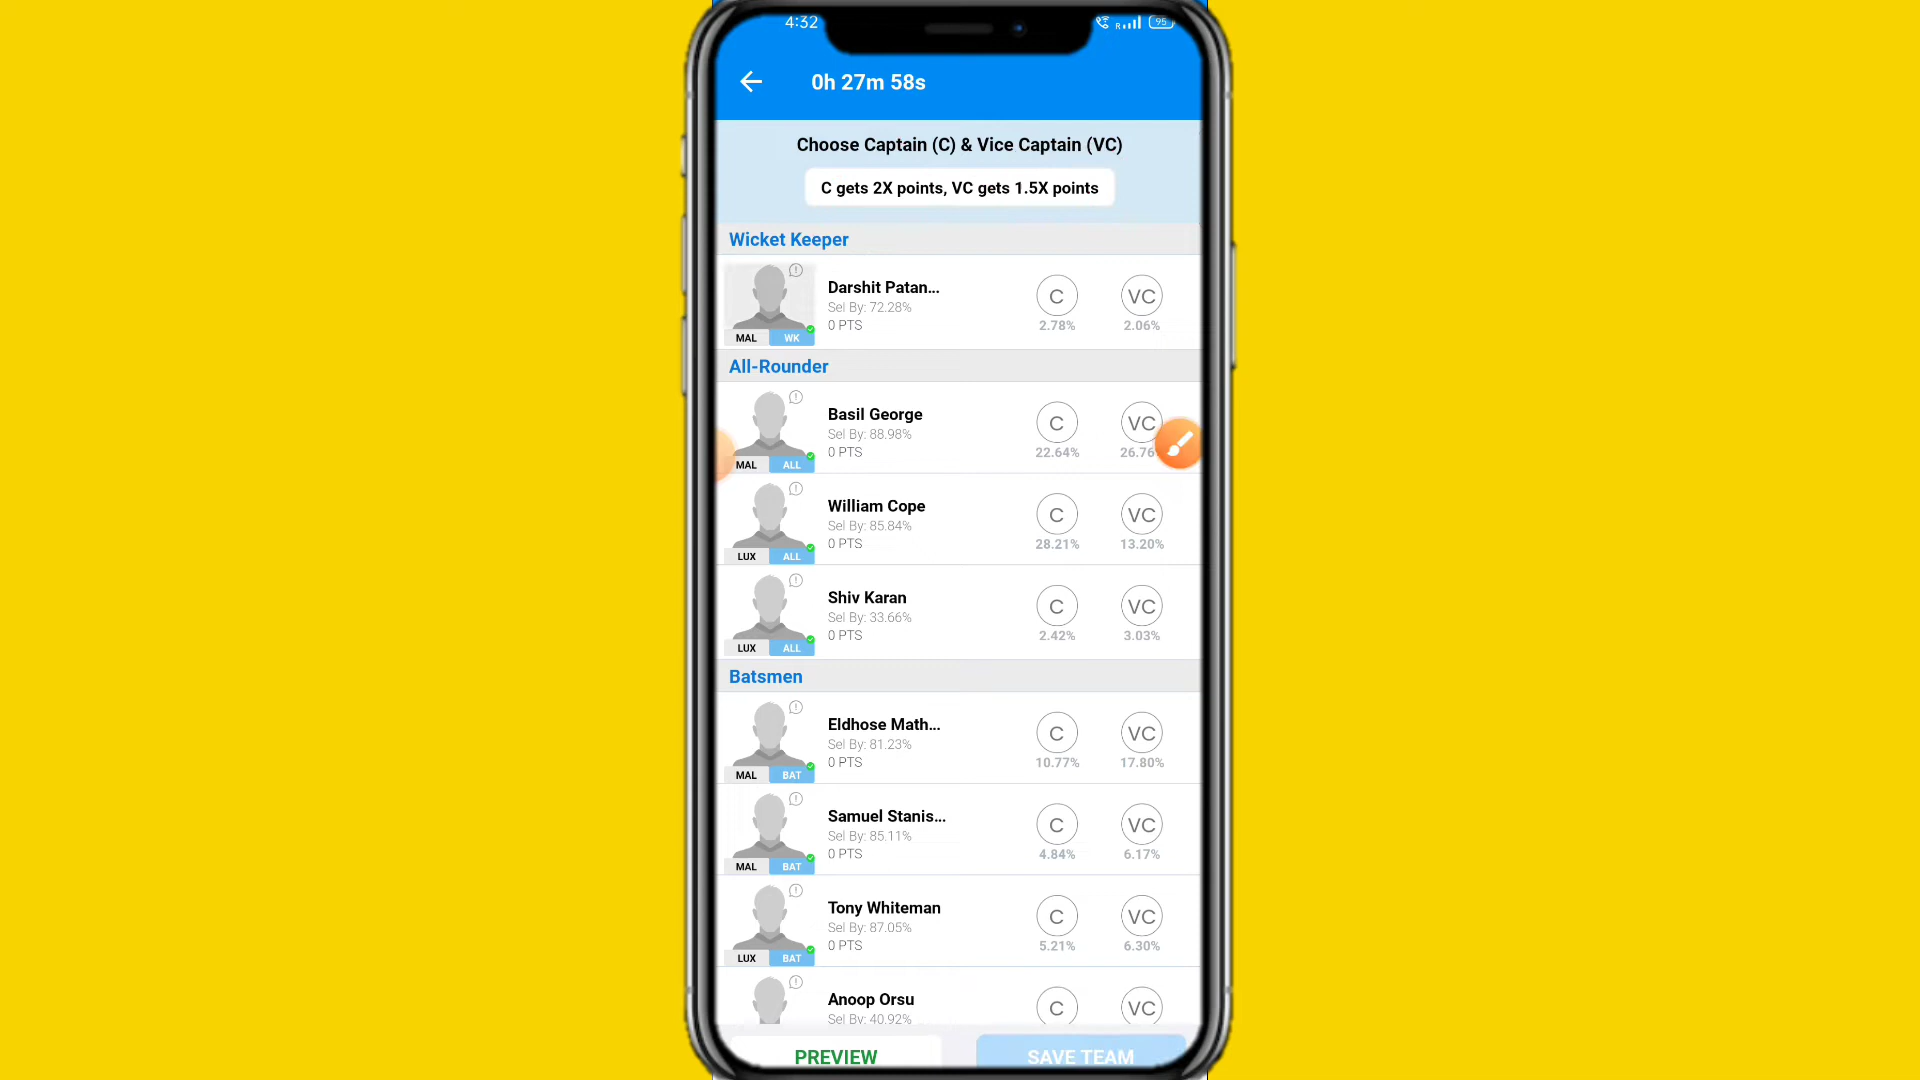 4:32
R
95
0h 27m 58s
Choose Captain (C) & Vice Captain (VC)
C gets 2X points, VC gets 1.5X points
Wicket Keeper
Darshit Patan...
Sel By: 72.28%
0 PTS
MAL WK
C VC
2.78% 2.06%
All-Rounder
Basil George
Sel By: 88.98%
0 PTS
MAL ALL
C VC
22.64% 26.76
William Cope
Sel By: 85.84%
0 PTS
LUX ALL
C VC
28.21% 13.20%
Shiv Karan
Sel By: 33.66%
0 PTS
LUX ALL
C VC
2.42% 3.03%
Batsmen
Eldhose Math...
Sel By: 81.23%
0 PTS
MAL BAT
C VC
10.77% 17.80%
Samuel Stanis...
Sel By: 85.11%
0 PTS
MAL BAT
C VC
4.84% 6.17%
Tony Whiteman
Sel By: 87.05%
0 PTS
LUX BAT
C VC
5.21% 6.30%
Anoop Orsu
Sel By: 40.92%
C VC
PREVIEW SAVE TEAM